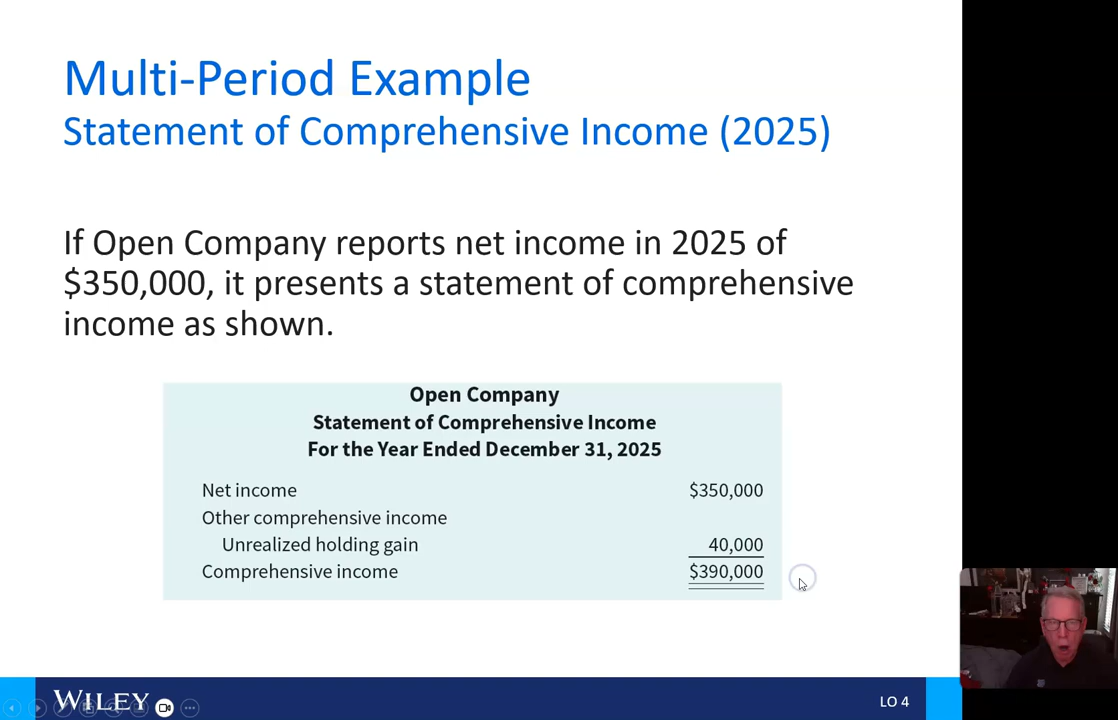 Multi-Period Example
Statement of Comprehensive Income (2025)
If Open Company reports net income in 2025 of
$350,000, it presents a statement of comprehensive
income as shown.
Open Company
Statement of Comprehensive Income
For the Year Ended December 31, 2025
Net income $350,000
Other comprehensive income
Unrealized holding gain 40,000
Comprehensive income $390,000
WILEY
LO 4